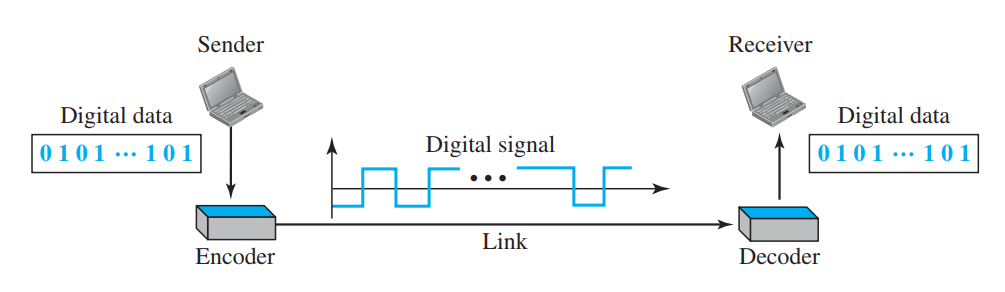 Sender
Receiver
Digital data
Digital data
0 1 0 1 ••• 1 0 1
Digital signal
•••
0 1 0 1 ••• 1 0 1
Link
Encoder
Decoder